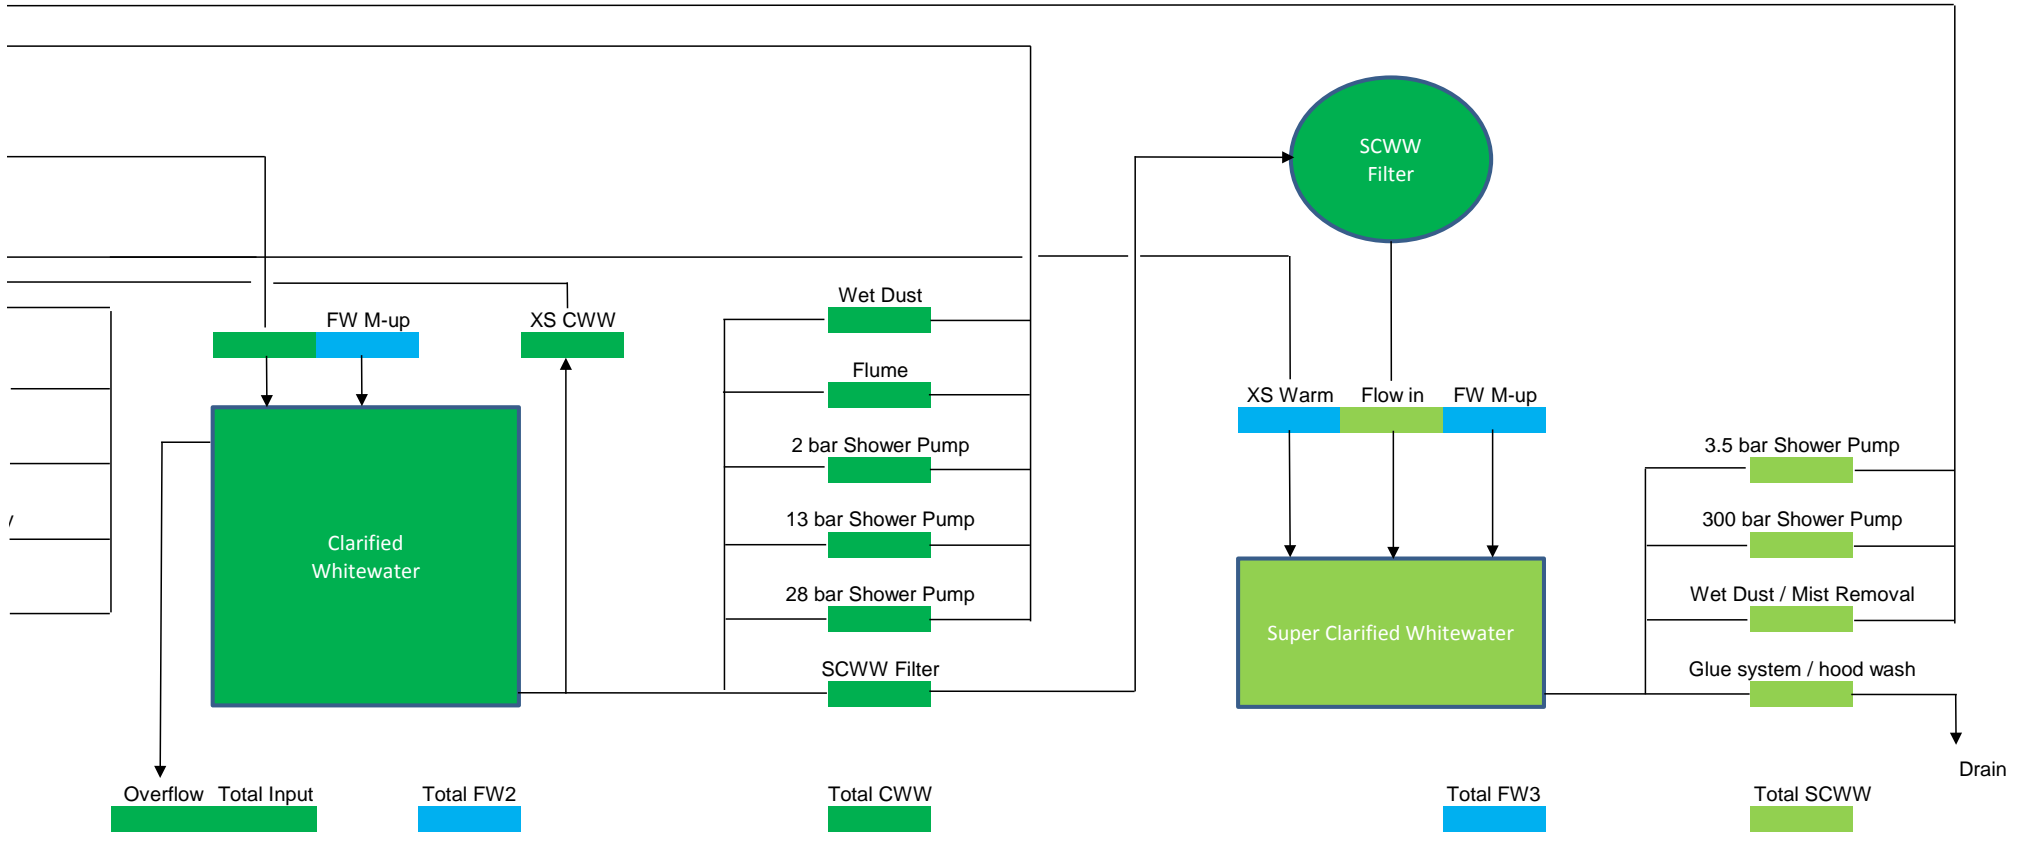 SCWW
Filter
Wet Dust
FW M-up
XS CWW
Flume
XS Warm
Flow in
FW M-up
2 bar Shower Pump
3.5 bar Shower Pump
13 bar Shower Pump
300 bar Shower Pump
Clarified
Whitewater
28 bar Shower Pump
Wet Dust / Mist Removal
Super Clarified Whitewater
SCWW Filter
Glue system / hood wash
Drain
Overflow
Total Input
Total FW2
Total CWW
Total FW3
Total SCWW